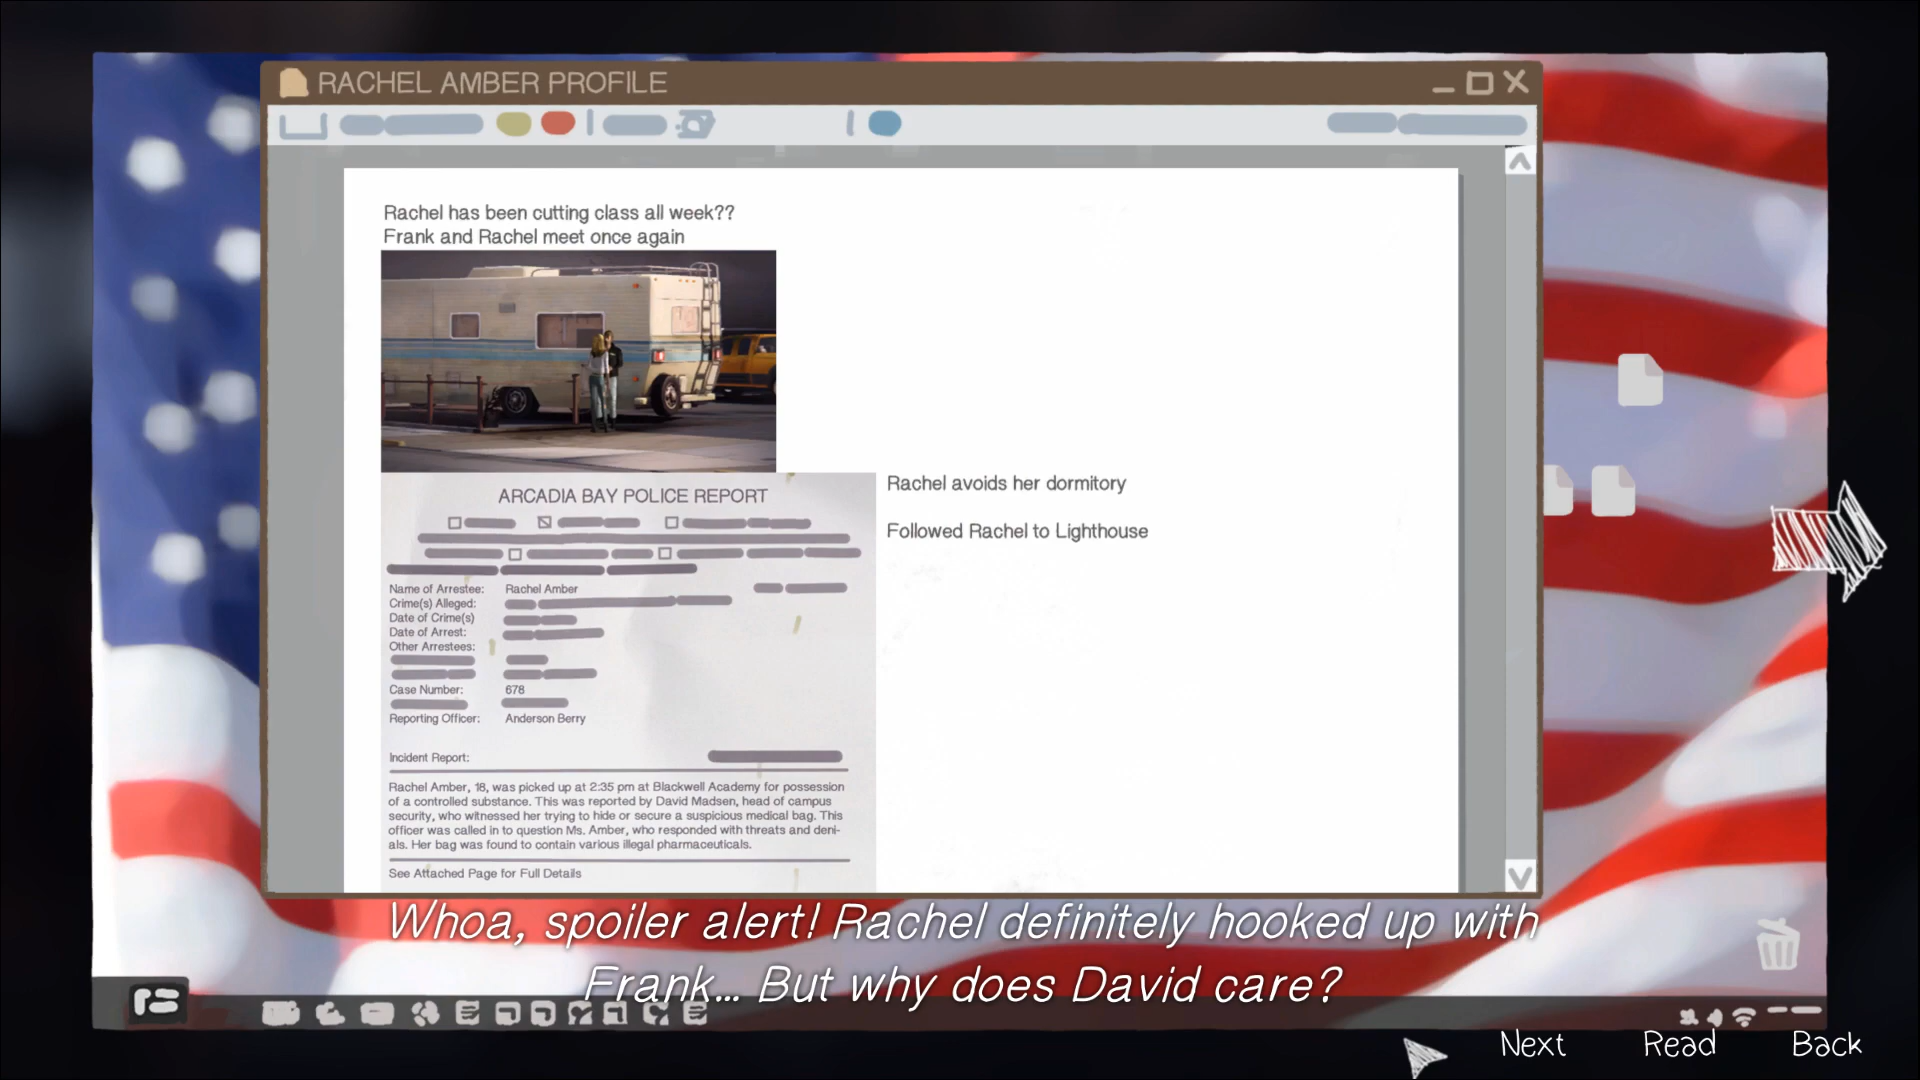 RACHEL AMBER PROFILE
Rachel has been cutting class all week??
Frank and Rachel meet once again
Rachel avoids her dormitory
Followed Rachel to Lighthouse
ARCADIA BAY POLICE REPORT
Name of Arrestee: Rachel Amber
Crime(s) Alleged:
Date of Crime(s)
Date of Arrest:
Other Arrestees:
Case Number: 678
Reporting Officer: Anderson Berry
Incident Report:
Rachel Amber, 18, was picked up at 2:35 pm at Blackwell Academy for possession
of a controlled substance. This was reported by David Madsen, head of campus
security, who witnessed her trying to hide or secure a suspicious medical bag. This
officer was called in to question Ms. Amber, who responded with threats and deni-
als. Her bag was found to contain various illegal pharmaceuticals.
See Attached Page for Full Details
Whoa, spoiler alert! Rachel definitely hooked up with
Frank... But why does David care?
Next Read Back